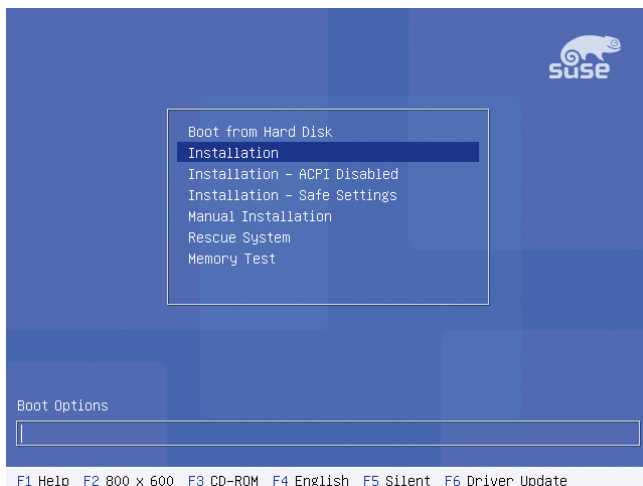 suse
Boot from Hard Disk
Installation
Installation - ACPI Disabled
Installation - Safe Settings
Manual Installation
Rescue System
Memory Test
Boot Options
F1 Help F2 800 x 600 F3 CD-ROM F4 English F5 Silent F6 Driver Update